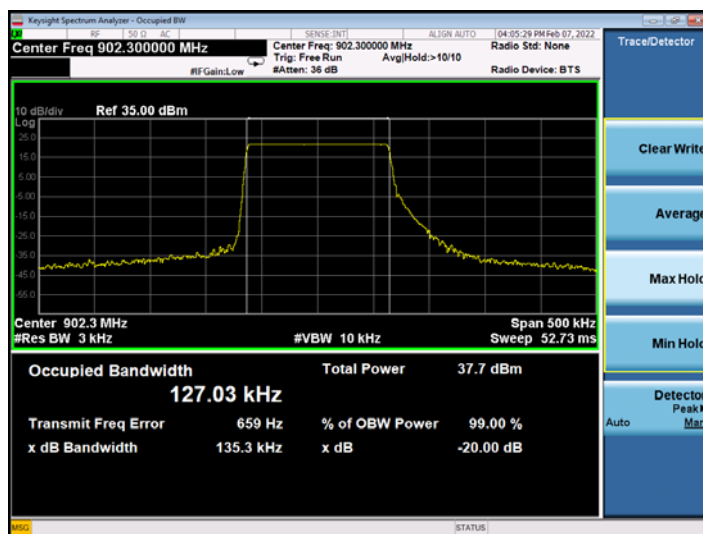 Keysight Spectrum Analyzer - Occupied BW
RF 50 Ω AC SENSE:INT ALIGN AUTO 04:05:29 PM Feb 07, 2022
Center Freq 902.300000 MHz
Center Freq: 902.300000 MHz
Radio Std: None
Trig: Free Run Avg|Hold:>10/10
#IFGain:Low #Atten: 36 dB Radio Device: BTS
10 dB/div Ref 35.00 dBm
Log
25.0
15.0
5.00
-5.00
-15.0
-25.0
-35.0
-45.0
-55.0
Center 902.3 MHz Span 500 kHz
#Res BW 3 kHz #VBW 10 kHz Sweep 52.73 ms
Occupied Bandwidth Total Power 37.7 dBm
127.03 kHz
Transmit Freq Error 659 Hz % of OBW Power 99.00 %
x dB Bandwidth 135.3 kHz x dB -20.00 dB
MSG STATUS
Trace/Detector
Clear Write
Average
Max Hold
Min Hold
Detector
Peak
Auto Man